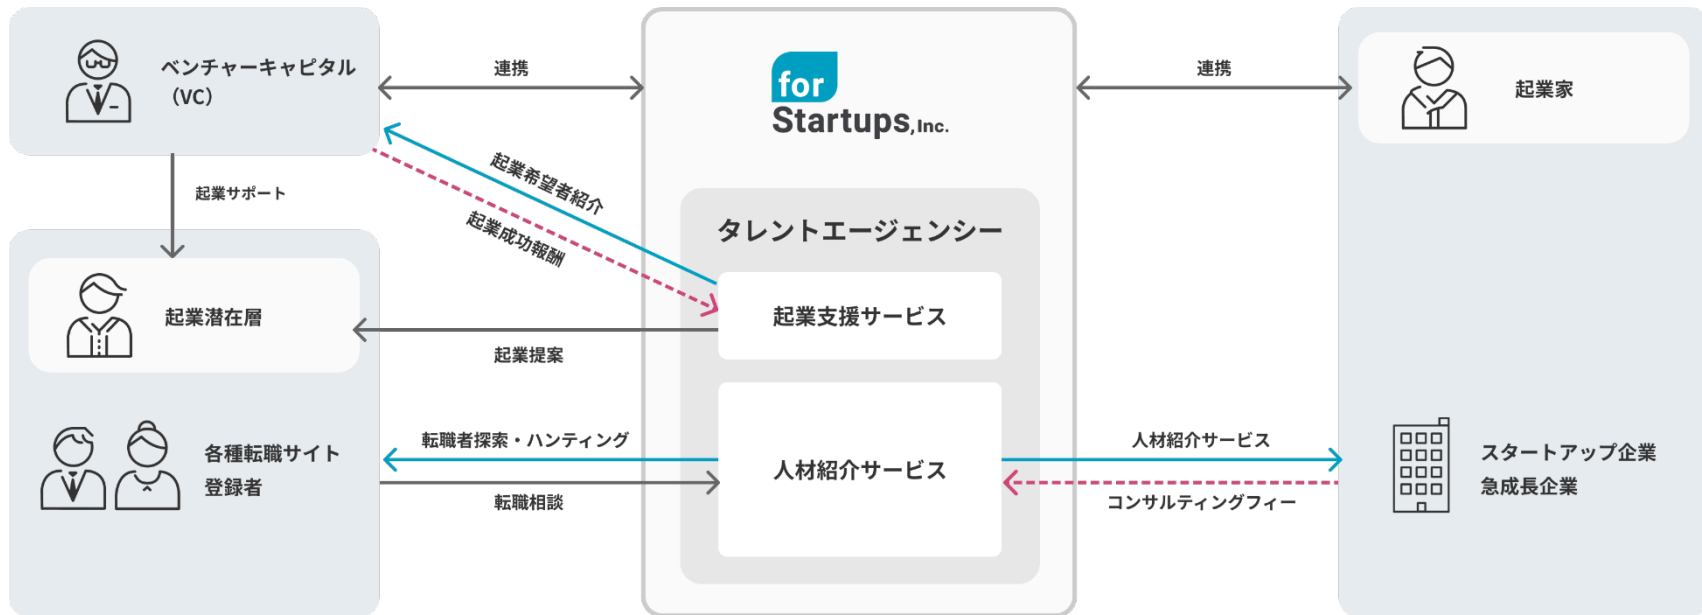 ベンチャーキャピタル
（VC）
連携
for
Startups,Inc.
連携
起業家
起業希望者紹介
起業成功報酬
起業サポート
タレントエージェンシー
起業潜在層
起業支援サービス
起業提案
各種転職サイト
登録者
転職者探索・ハンティング
転職相談
人材紹介サービス
人材紹介サービス
コンサルティングフィー
スタートアップ企業
急成長企業